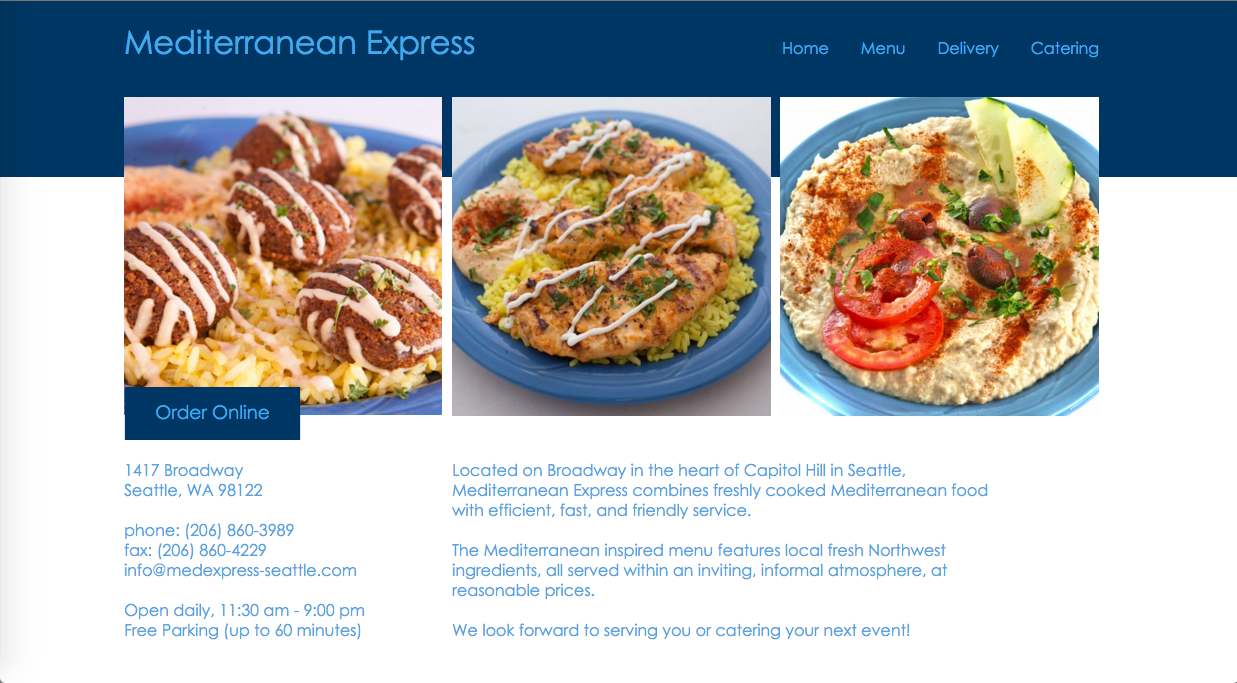 Mediterranean Express
Home Menu Delivery Catering
Order Online
1417 Broadway
Seattle, WA 98122
phone: (206) 860-3989
fax: (206) 860-4229
info@medexpress-seattle.com
Open daily, 11:30 am - 9:00 pm
Free Parking (up to 60 minutes)
Located on Broadway in the heart of Capitol Hill in Seattle,
Mediterranean Express combines freshly cooked Mediterranean food
with efficient, fast, and friendly service.
The Mediterranean inspired menu features local fresh Northwest
ingredients, all served within an inviting, informal atmosphere, at
reasonable prices.
We look forward to serving you or catering your next event!